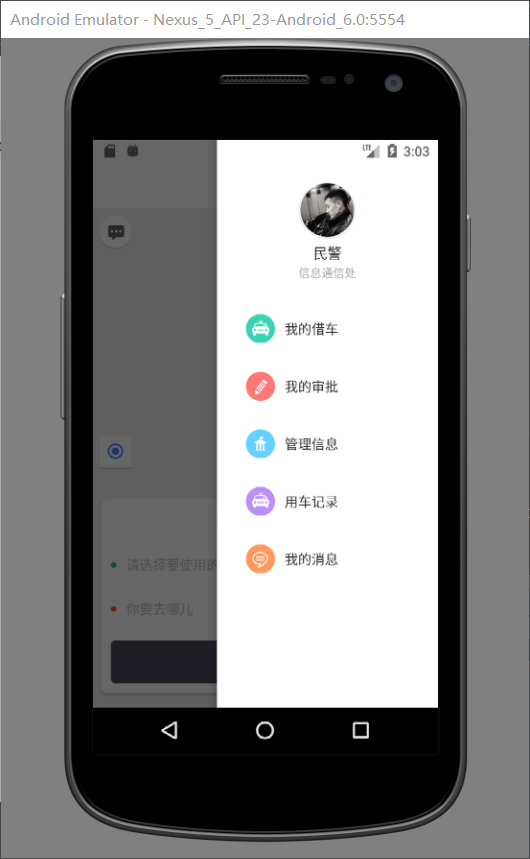 Android Emulator - Nexus_5_API_23-Android_6.0:5554
LTE 3:03
民警
信息通信处
我的借车
我的审批
管理信息
用车记录
我的消息
请选择要使用的
你要去哪儿